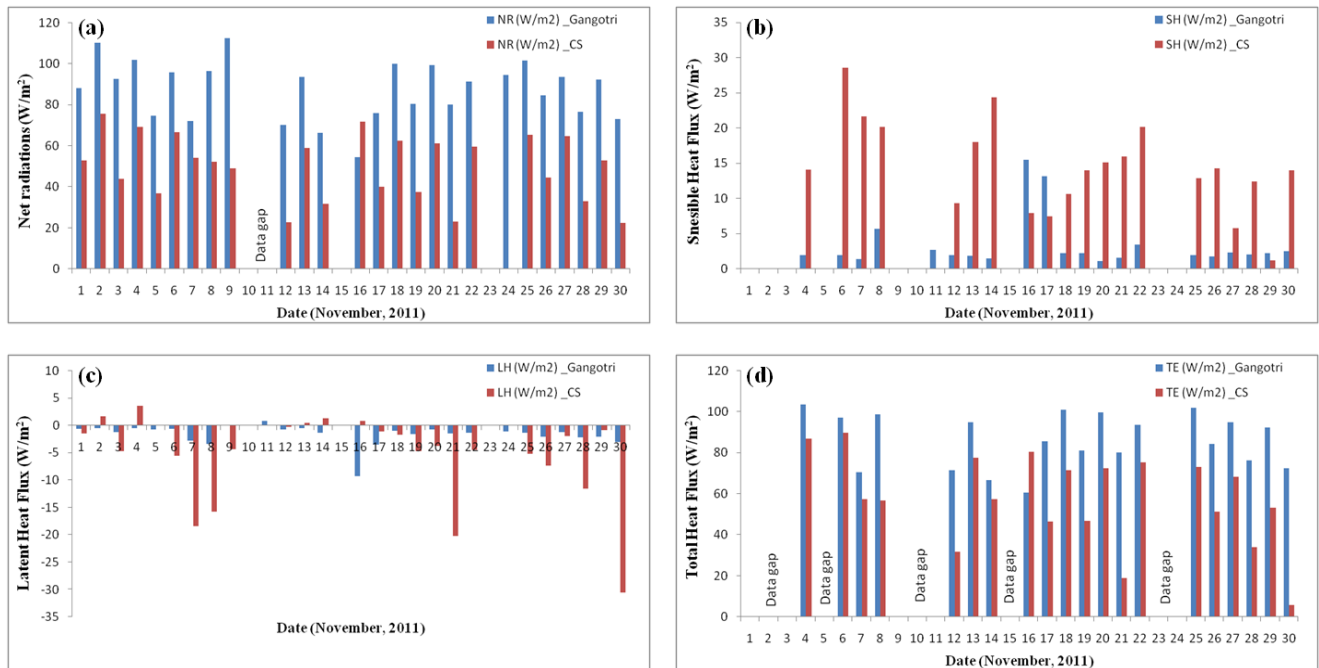 (a)
NR (W/m2) _Gangotri
NR (W/m2) _CS
Net radiations (W/m²)
120
100
80
60
40
20
0
Data gap
1 2 3 4 5 6 7 8 9 10 11 12 13 14 15 16 17 18 19 20 21 22 23 24 25 26 27 28 29 30
Date (November, 2011)
(b)
SH (W/m2) _Gangotri
SH (W/m2) _CS
Snesible Heat Flux (W/m²)
35
30
25
20
15
10
5
0
1 2 3 4 5 6 7 8 9 10 11 12 13 14 15 16 17 18 19 20 21 22 23 24 25 26 27 28 29 30
Date (November, 2011)
(c)
LH (W/m2) _Gangotri
LH (W/m2) _CS
Latent Heat Flux (W/m²)
10
5
0
-5
-10
-15
-20
-25
-30
-35
1 2 3 4 5 6 7 8 9 10 11 12 13 14 15 16 17 18 19 20 21 22 23 24 25 26 27 28 29 30
Date (November, 2011)
(d)
TE (W/m2) _Gangotri
TE (W/m2) _CS
Total Heat Flux (W/m²)
120
100
80
60
40
20
0
Data gap
Data gap
Data gap
Data gap
Data gap
1 2 3 4 5 6 7 8 9 10 11 12 13 14 15 16 17 18 19 20 21 22 23 24 25 26 27 28 29 30
Date (November, 2011)